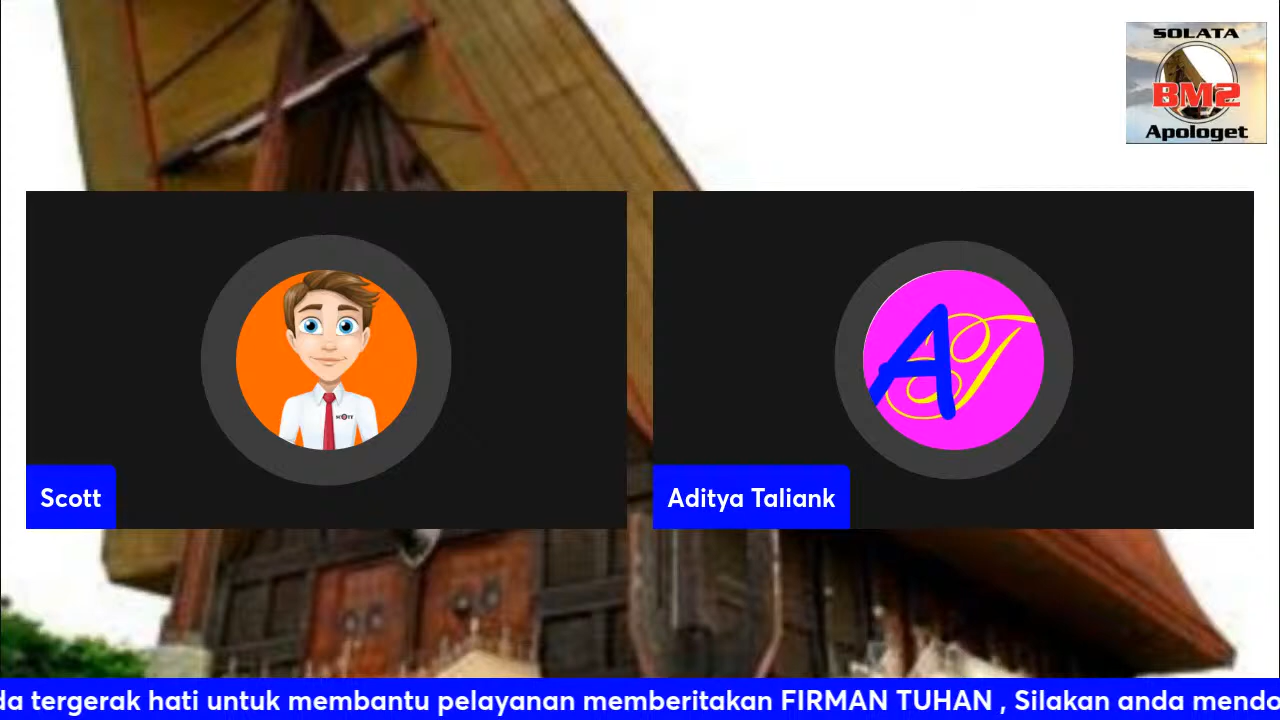 SOLATA
BM2
Apologet
Scott
Aditya Taliank
da tergerak hati untuk membantu pelayanan memberitakan FIRMAN TUHAN , Silakan anda mendo